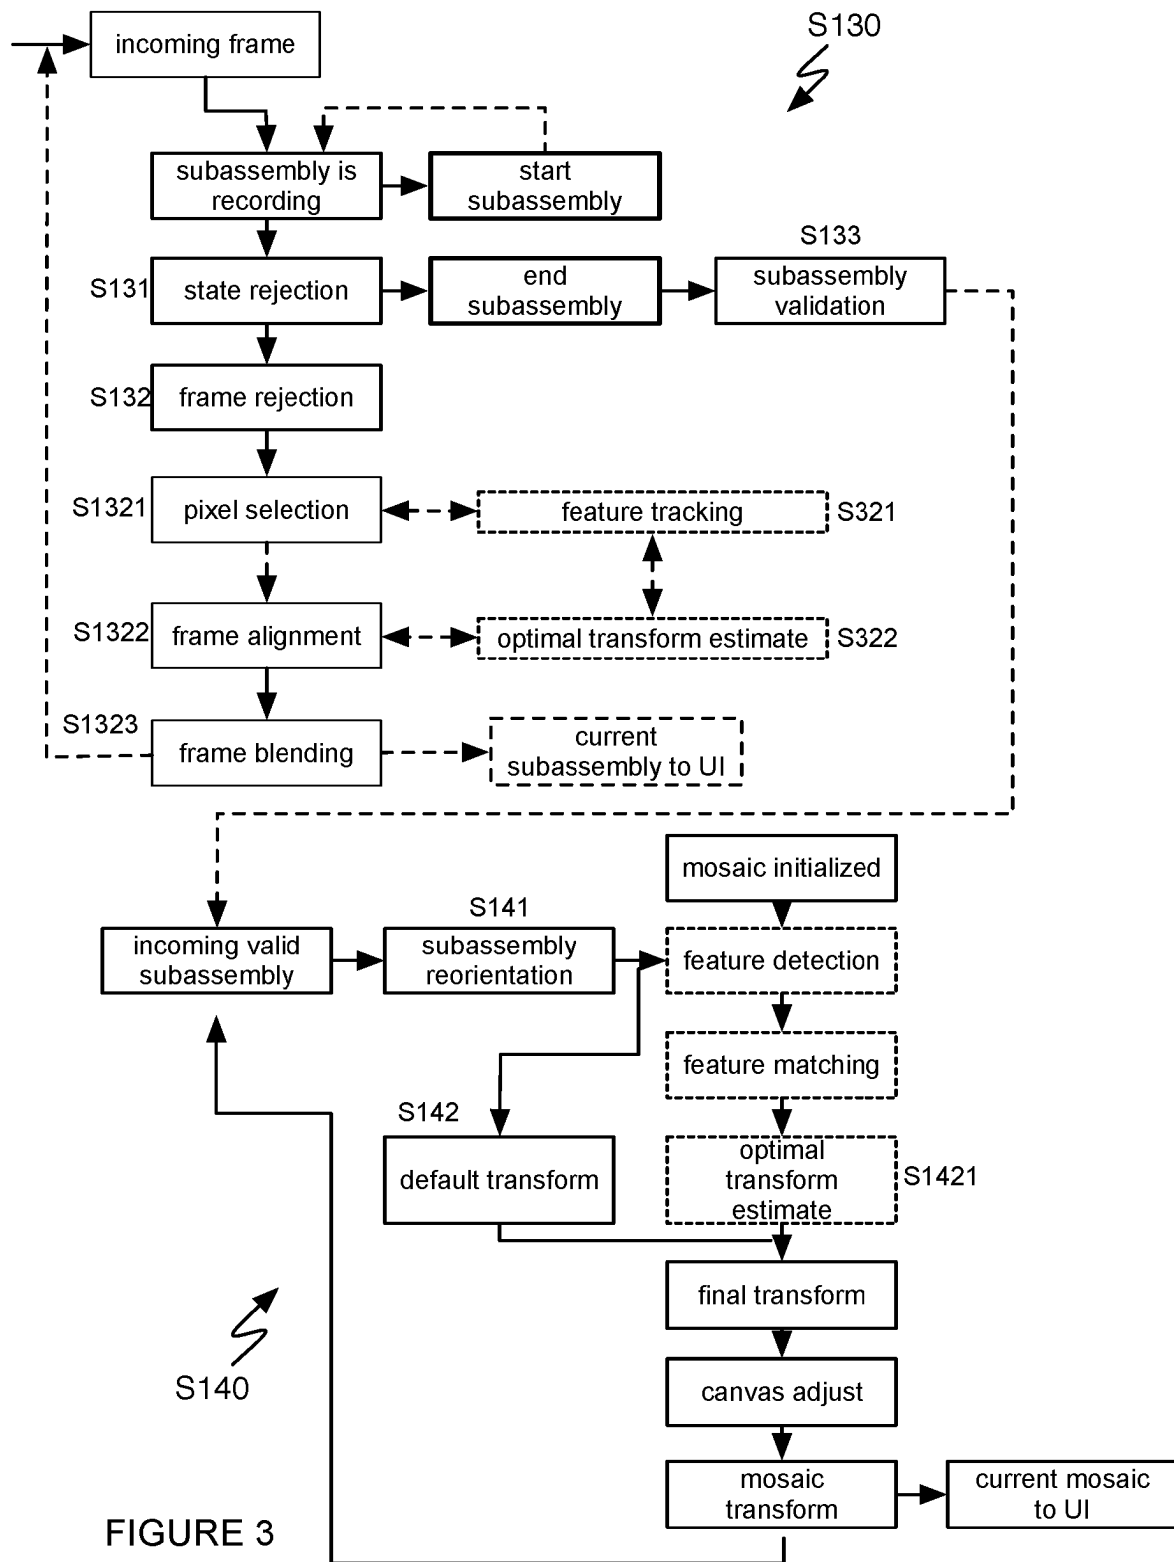 incoming frame
S130
subassembly is
recording
start
subassembly
S133
S131
state rejection
end
subassembly
subassembly
validation
S132
frame rejection
S1321
pixel selection
feature tracking
S321
S1322
frame alignment
optimal transform estimate
S322
S1323
frame blending
current
subassembly to UI
mosaic initialized
S141
incoming valid
subassembly
subassembly
reorientation
feature detection
feature matching
S142
default transform
optimal
transform
estimate
S1421
final transform
S140
canvas adjust
mosaic
transform
current mosaic
to UI
FIGURE 3